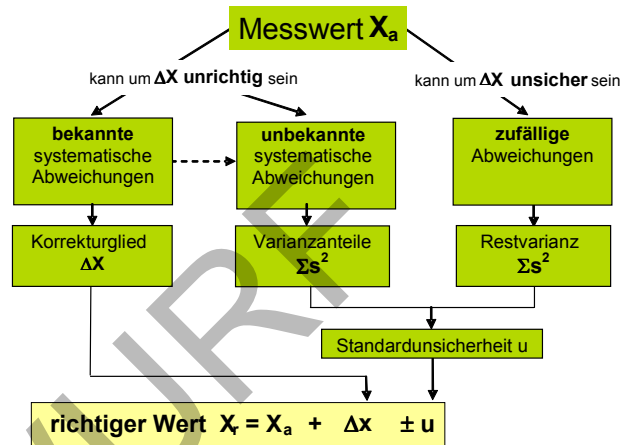 Messwert Xa
kann um ΔX unrichtig sein
kann um ΔX unsicher sein
bekannte
systematische
Abweichungen
unbekannte
systematische
Abweichungen
zufällige
Abweichungen
Korrekturglied
ΔX
Varianzanteile
Σs²
Restvarianz
Σs²
Standardunsicherheit u
richtiger Wert Xr = Xa + Δx ± u